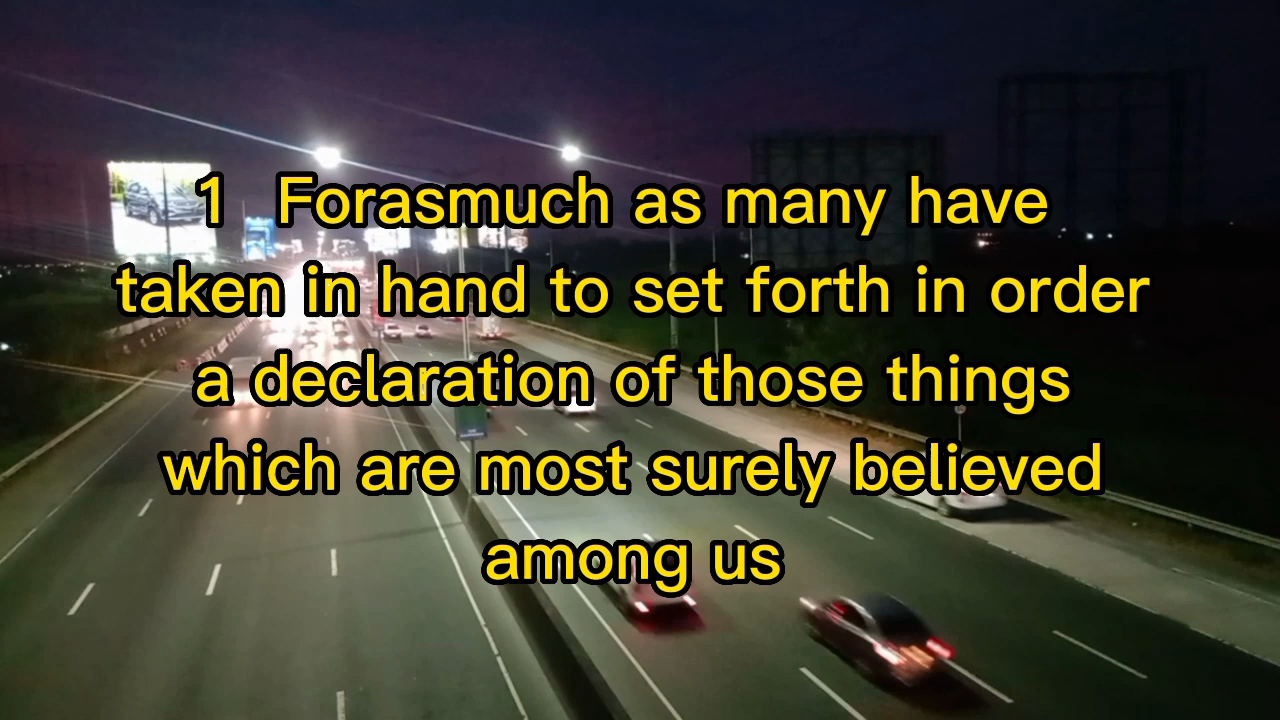 1 Forasmuch as many have
taken in hand to set forth in order
a declaration of those things
which are most surely believed
among us